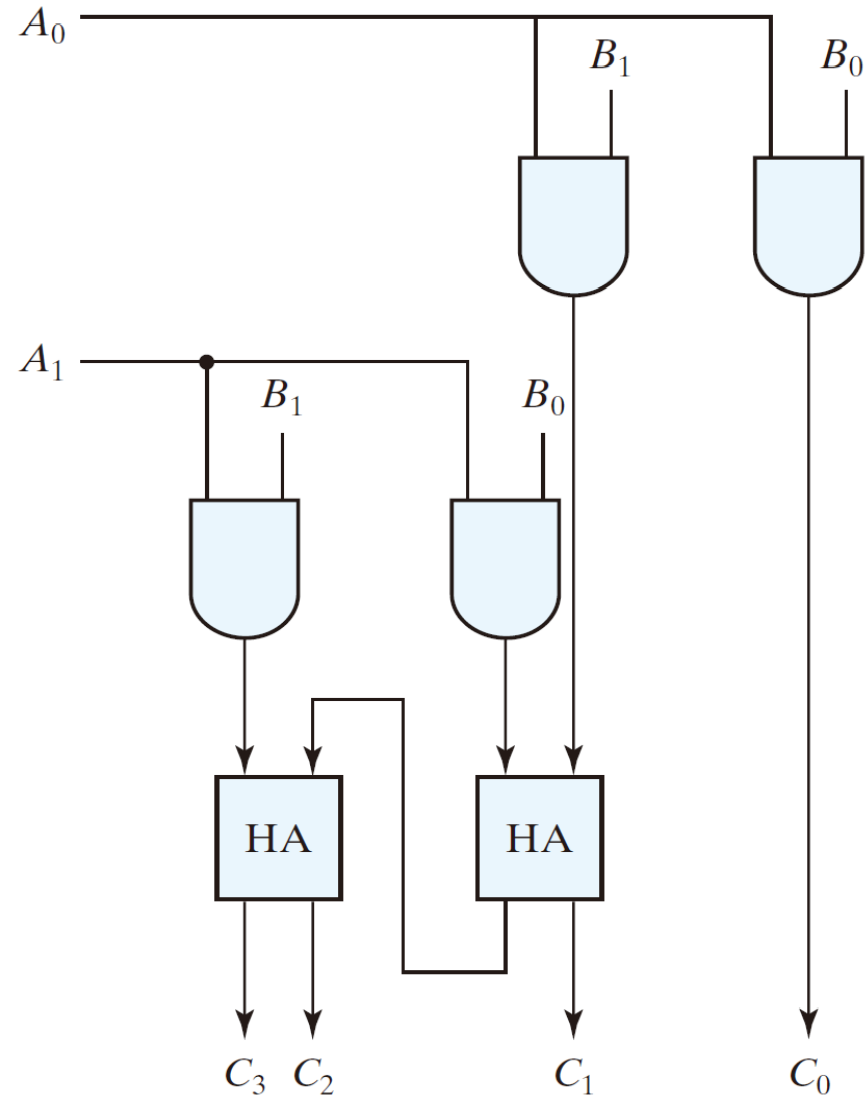 A₀
B₁ B₀
A₁
B₁ B₀
HA HA
C₃ C₂ C₁ C₀